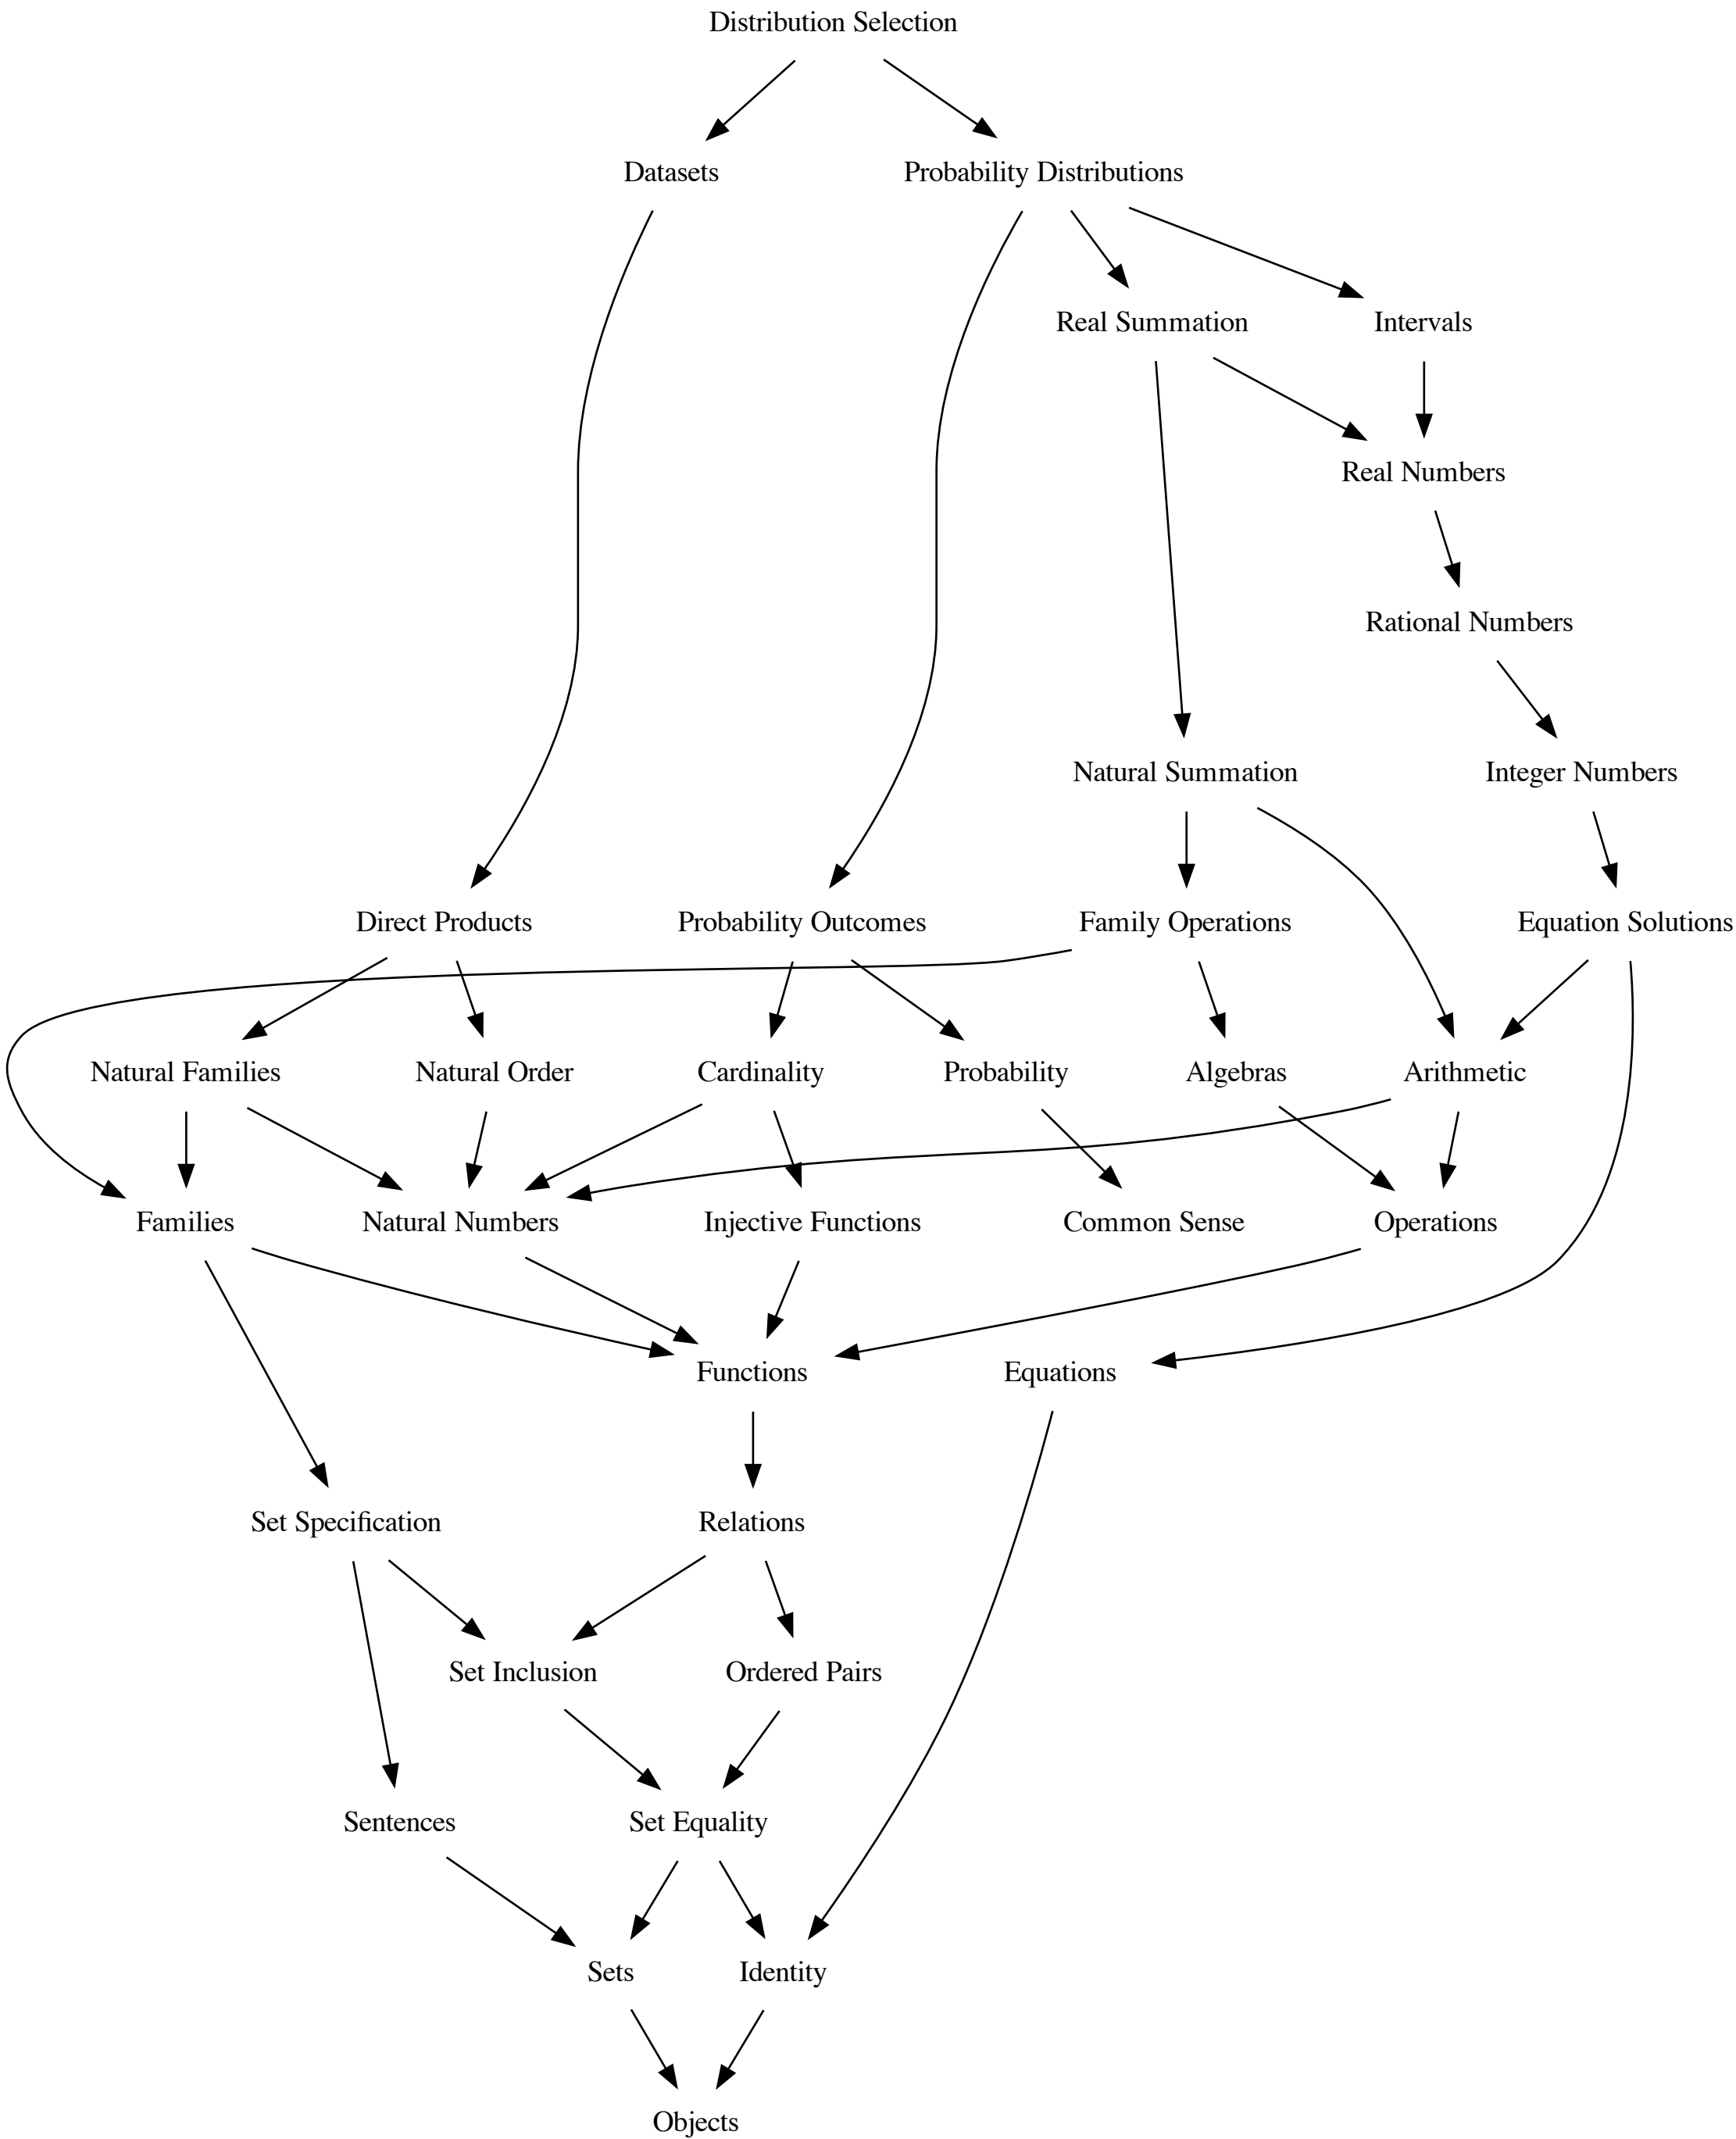 Distribution Selection
Datasets
Probability Distributions
Real Summation
Intervals
Real Numbers
Rational Numbers
Natural Summation
Integer Numbers
Direct Products
Probability Outcomes
Family Operations
Equation Solutions
Natural Families
Natural Order
Cardinality
Probability
Algebras
Arithmetic
Families
Natural Numbers
Injective Functions
Common Sense
Operations
Functions
Equations
Set Specification
Relations
Set Inclusion
Ordered Pairs
Sentences
Set Equality
Sets
Identity
Objects